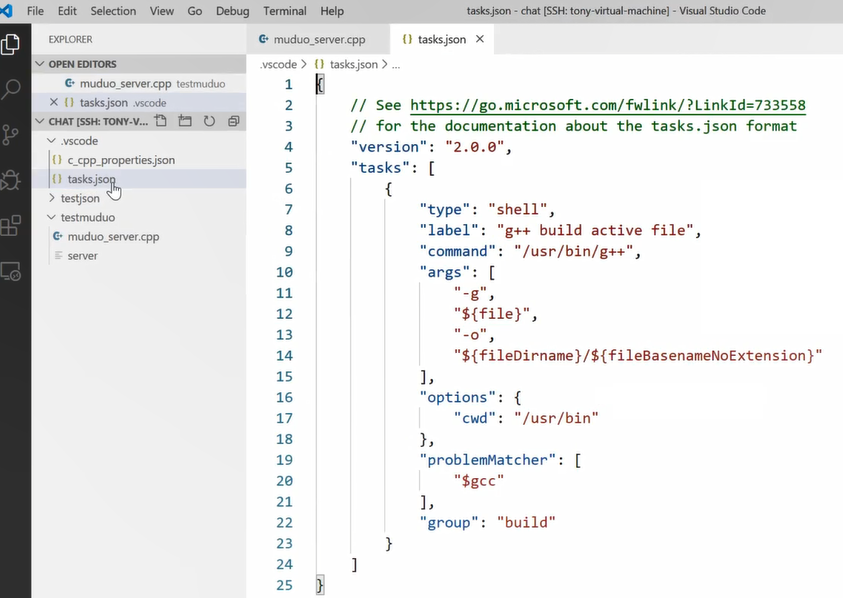 File Edit Selection View Go Debug Terminal Help tasks.json - chat [SSH: tony-virtual-machine] - Visual Studio Code
EXPLORER
OPEN EDITORS
muduo_server.cpp testmuduo
tasks.json .vscode
CHAT [SSH: TONY-V...
.vscode
c_cpp_properties.json
tasks.json
testjson
testmuduo
muduo_server.cpp
server
muduo_server.cpp tasks.json
.vscode > {} tasks.json > ...
1 {
2 // See https://go.microsoft.com/fwlink/?LinkId=733558
3 // for the documentation about the tasks.json format
4 "version": "2.0.0",
5 "tasks": [
6 {
7 "type": "shell",
8 "label": "g++ build active file",
9 "command": "/usr/bin/g++",
10 "args": [
11 "-g",
12 "${file}",
13 "-o",
14 "${fileDirname}/${fileBasenameNoExtension}"
15 ],
16 "options": {
17 "cwd": "/usr/bin"
18 },
19 "problemMatcher": [
20 "$gcc"
21 ],
22 "group": "build"
23 }
24 ]
25 }